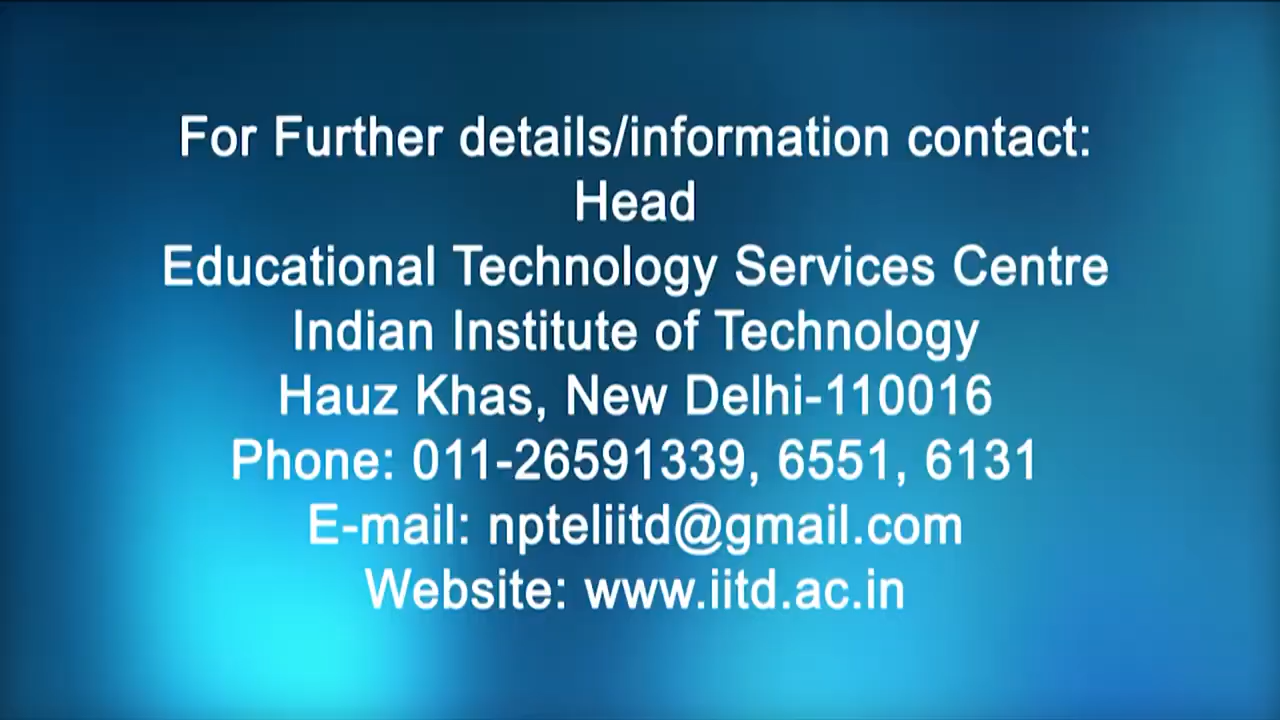 For Further details/information contact:
Head
Educational Technology Services Centre
Indian Institute of Technology
Hauz Khas, New Delhi-110016
Phone: 011-26591339, 6551, 6131
E-mail: npteliitd@gmail.com
Website: www.iitd.ac.in